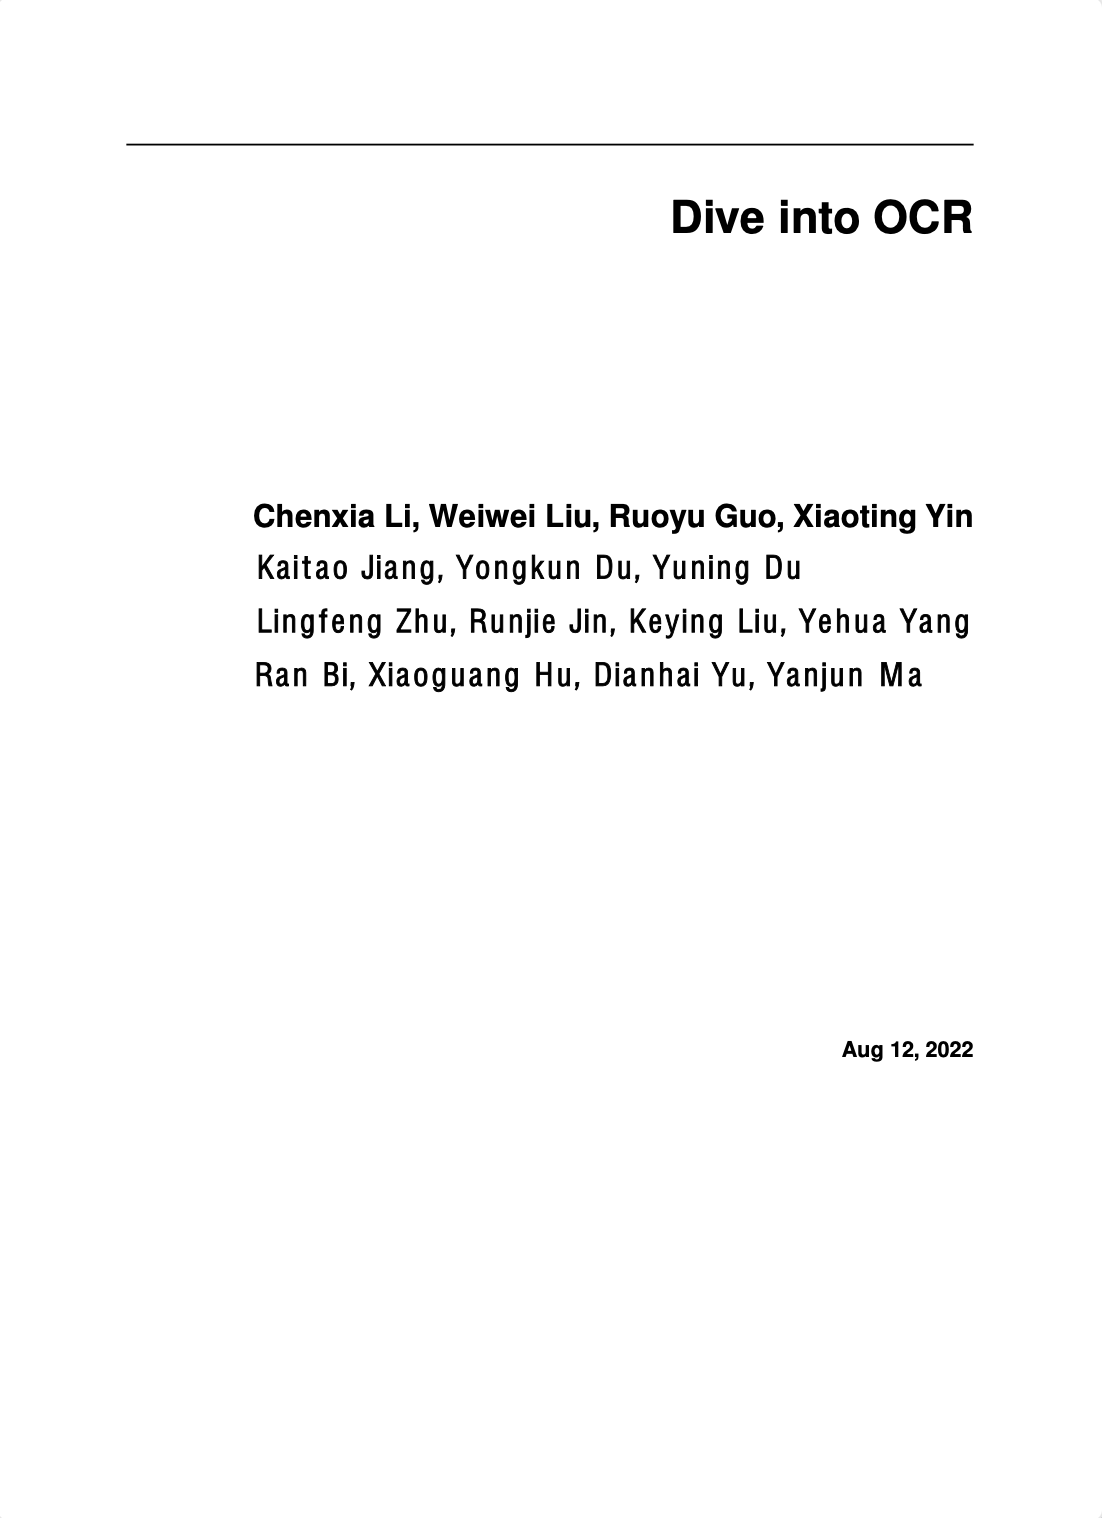 Dive into OCR
Chenxia Li, Weiwei Liu, Ruoyu Guo, Xiaoting Yin
Kaitao Jiang, Yongkun Du, Yuning Du
Lingfeng Zhu, Runjie Jin, Keying Liu, Yehua Yang
Ran Bi, Xiaoguang Hu, Dianhai Yu, Yanjun Ma
Aug 12, 2022